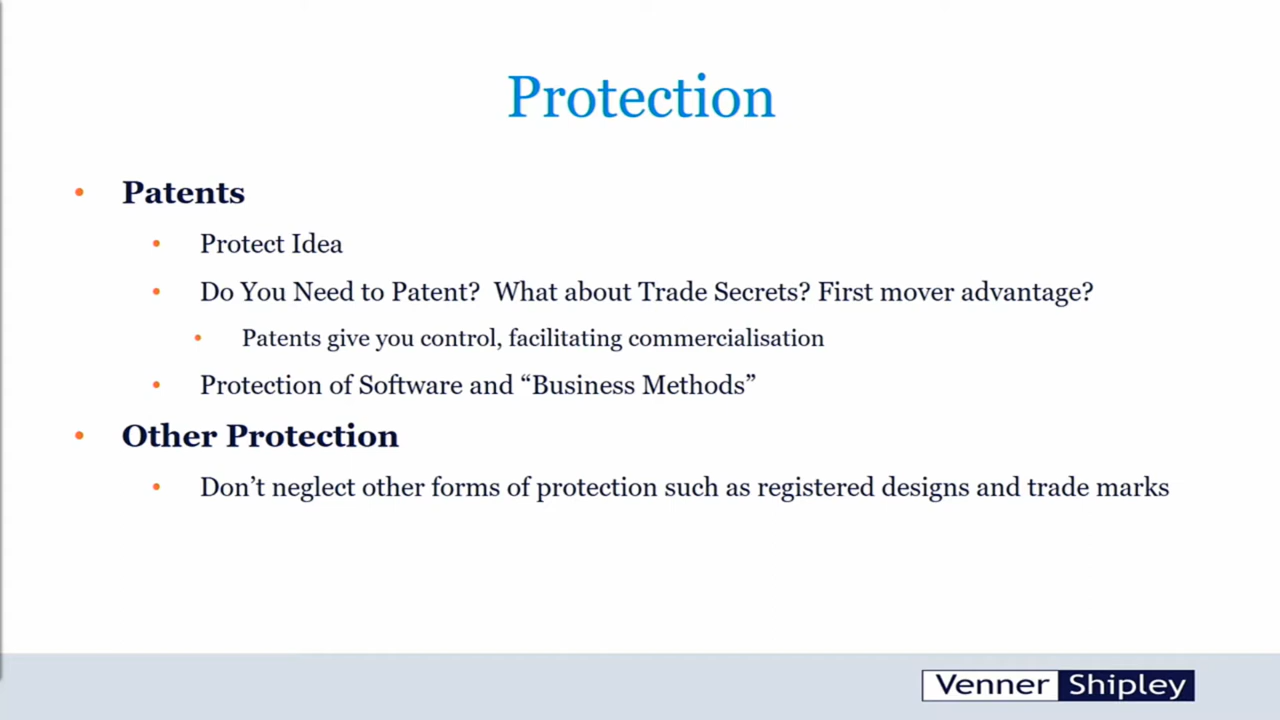 Protection
Patents
Protect Idea
Do You Need to Patent?  What about Trade Secrets? First mover advantage?
Patents give you control, facilitating commercialisation
Protection of Software and “Business Methods”
Other Protection
Don’t neglect other forms of protection such as registered designs and trade marks
Venner Shipley